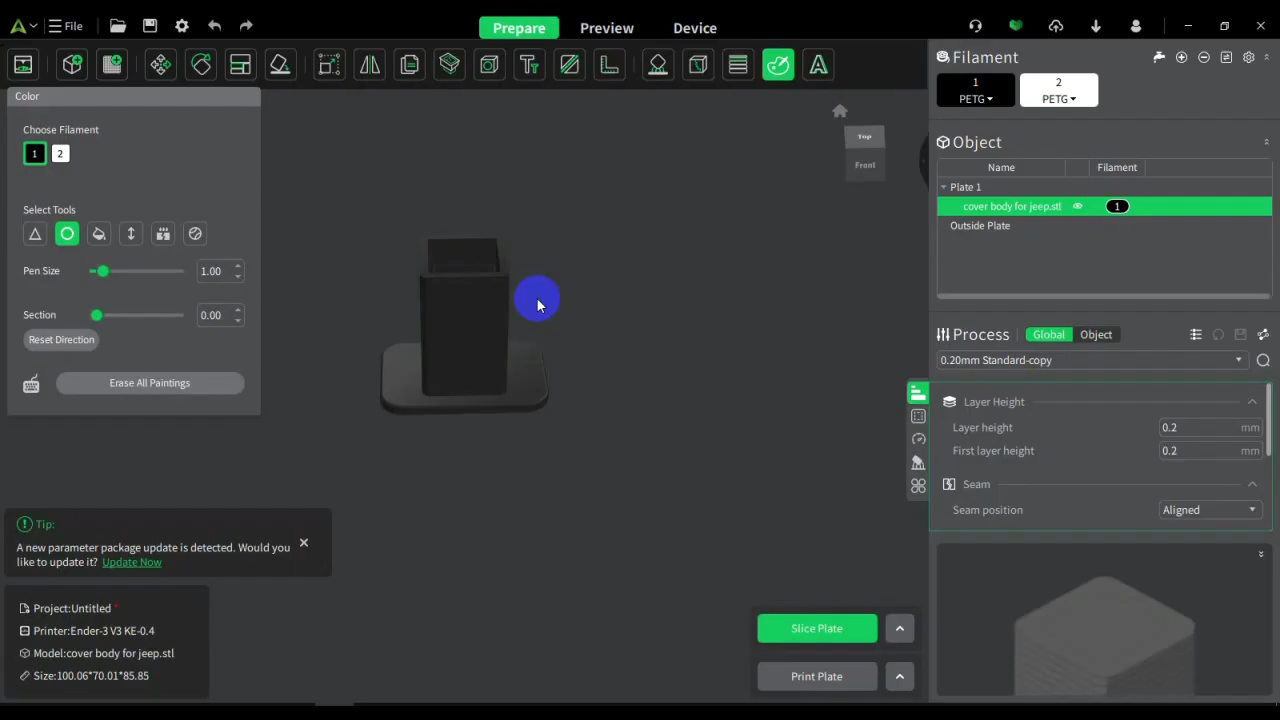 File
Prepare
Preview
Device
Color
Choose Filament
1
2
Select Tools
Pen Size
1.00
Section
0.00
Reset Direction
Erase All Paintings
Top
Front
Filament
1
PETG
2
PETG
Object
Name
Filament
Plate 1
cover body for jeep.stl
1
Outside Plate
Process
Global
Object
0.20mm Standard-copy
Layer Height
Layer height
0.2 mm
First layer height
0.2 mm
Seam
Seam position
Aligned
Tip:
A new parameter package update is detected. Would you
like to update it? Update Now
Project:Untitled *
Printer:Ender-3 V3 KE-0.4
Model:cover body for jeep.stl
Size:100.06*70.01*85.85
Slice Plate
Print Plate